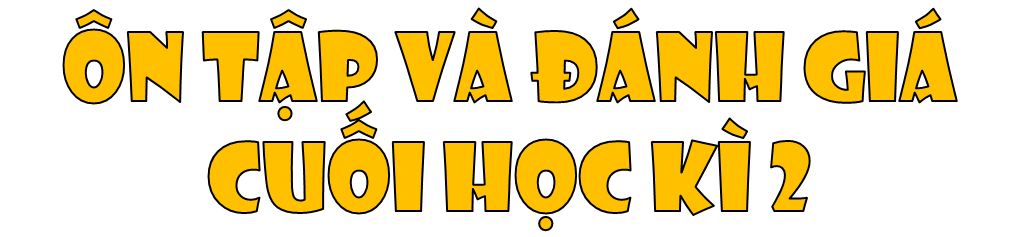 ÔN TẬP VÀ ĐÁNH GIÁ
CUỐI HỌC KÌ 2